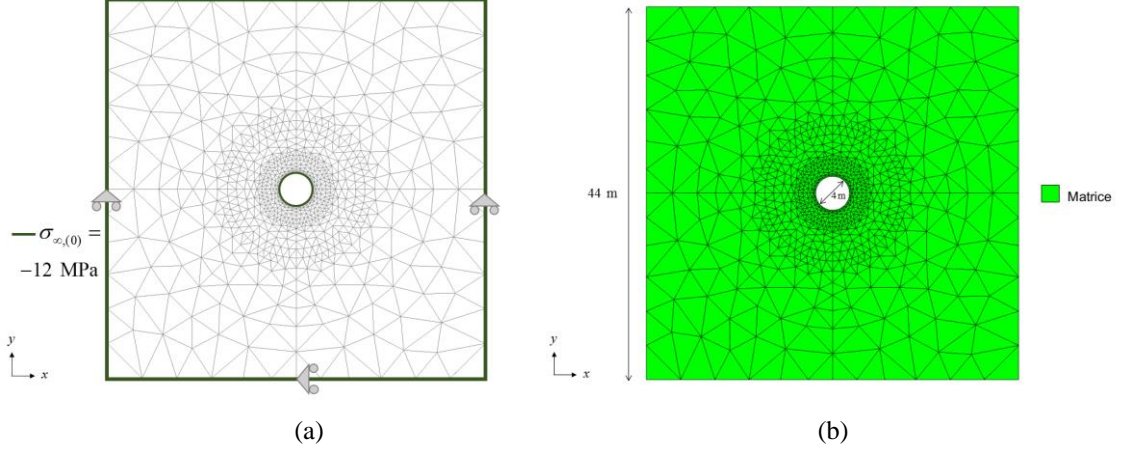 σ∞,(0) =
−12 MPa
y
x
(a)
44 m
4 m
Matrice
y
x
(b)